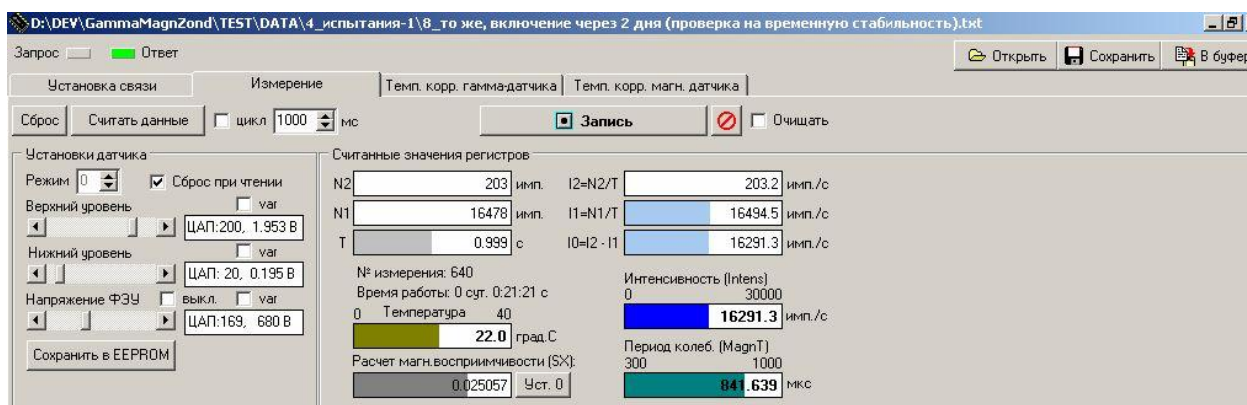 D:\DEV\GammaMagnZond\TEST\DATA\4_испытания-1\8_то же, включение через 2 дня (проверка на временную стабильность).txt
Запрос Ответ Открыть Сохранить В буфер
Установка связи Измерение Темп. корр. гамма-датчика Темп. корр. магн. датчика
Сброс Считать данные цикл 1000 мс Запись Очищать
Установки датчика
Режим 0 Сброс при чтении
Верхний уровень var
ЦАП:200, 1.953 В
Нижний уровень var
ЦАП: 20, 0.195 В
Напряжение ФЭУ выкл. var
ЦАП:169, 680 В
Сохранить в EEPROM
Считанные значения регистров
N2 203 имп. I2=N2/T 203.2 имп./с
N1 16478 имп. I1=N1/T 16494.5 имп./с
T 0.999 с I0=I2 - I1 16291.3 имп./с
№ измерения: 640
Время работы: 0 сут. 0:21:21 с
0 Температура 40
22.0 град.С
Расчет магн.восприимчивости (SX):
0.025057 Уст. 0
Интенсивность (Intens)
0 30000
16291.3 имп./с
Период колеб. (MagnT)
300 1000
841.639 мкс